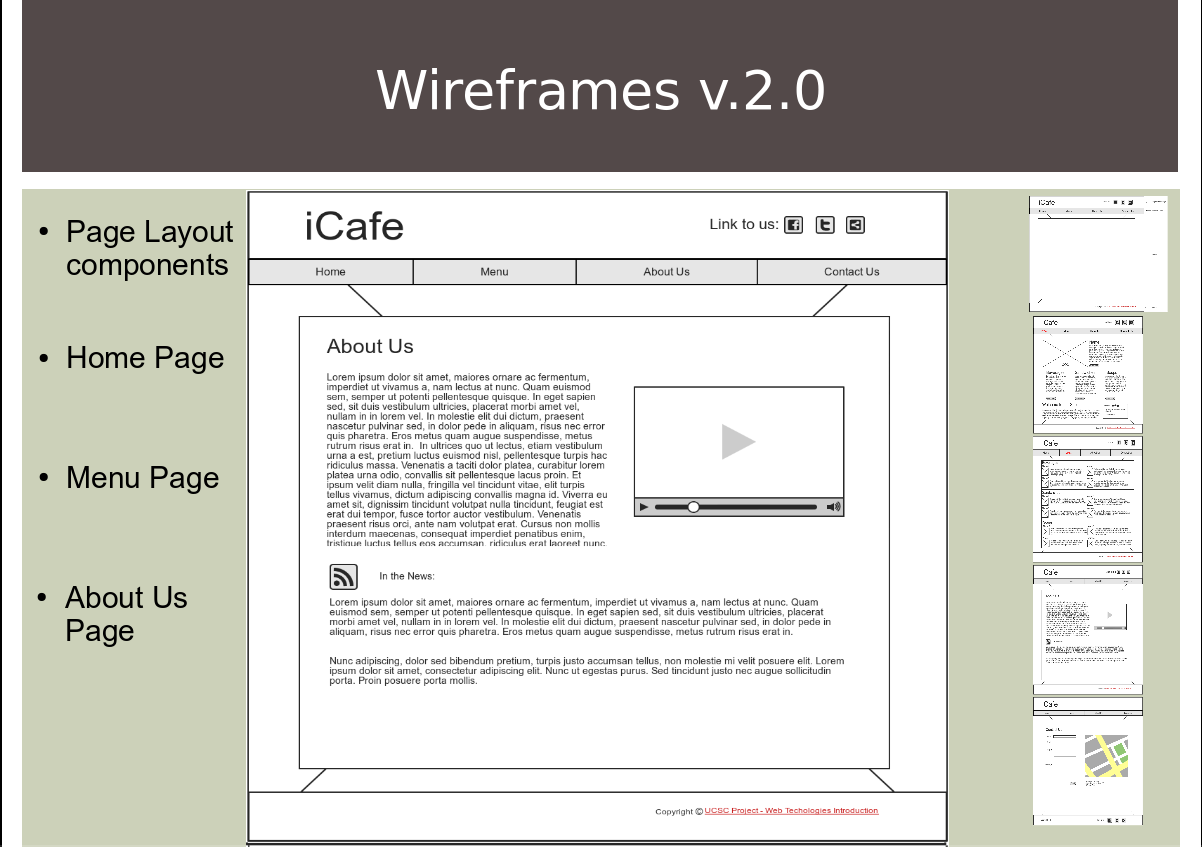 Wireframes v.2.0
• Page Layout
components
• Home Page
• Menu Page
• About Us
Page
iCafe
Link to us:
Home Menu About Us Contact Us
About Us
Lorem ipsum dolor sit amet, maiores ornare ac fermentum,
imperdiet ut vivamus a, nam lectus at nunc. Quam euismod
sem, semper ut potenti pellentesque quisque. In eget sapien
sed, sit duis vestibulum ultricies, placerat morbi amet vel,
nullam in in lorem vel. In molestie elit dui dictum, praesent
nascetur pulvinar sed, in dolor pede in aliquam, risus nec error
quis pharetra. Eros metus quam augue suspendisse, metus
rutrum risus erat in. In ultrices quo ut lectus, etiam vestibulum
urna a est, pretium luctus euismod nisl, pellentesque turpis hac
ridiculus massa. Venenatis a taciti dolor platea, curabitur lorem
platea urna odio, convallis sit pellentesque lacus proin. Et
ipsum velit diam nulla, fringilla vel tincidunt vitae, elit turpis
tellus vivamus, dictum adipiscing convallis magna id. Viverra eu
amet sit, dignissim tincidunt volutpat nulla tincidunt, feugiat est
erat dui tempor, fusce tortor auctor vestibulum. Venenatis
praesent risus orci, ante nam volutpat erat. Cursus non mollis
interdum maecenas, consequat imperdiet penatibus enim,
tristique luctus tellus eos accumsan, ridiculus erat laoreet nunc.
In the News:
Lorem ipsum dolor sit amet, maiores ornare ac fermentum, imperdiet ut vivamus a, nam lectus at nunc. Quam
euismod sem, semper ut potenti pellentesque quisque. In eget sapien sed, sit duis vestibulum ultricies, placerat
morbi amet vel, nullam in in lorem vel. In molestie elit dui dictum, praesent nascetur pulvinar sed, in dolor pede in
aliquam, risus nec error quis pharetra. Eros metus quam augue suspendisse, metus rutrum risus erat in.
Nunc adipiscing, dolor sed bibendum pretium, turpis justo accumsan tellus, non molestie mi velit posuere elit. Lorem
ipsum dolor sit amet, consectetur adipiscing elit. Nunc ut egestas purus. Sed tincidunt justo nec augue sollicitudin
porta. Proin posuere porta mollis.
Copyright © UCSC Project - Web Techologies Introduction
iCafe
Cafe
Cafe
Cafe
Cafe